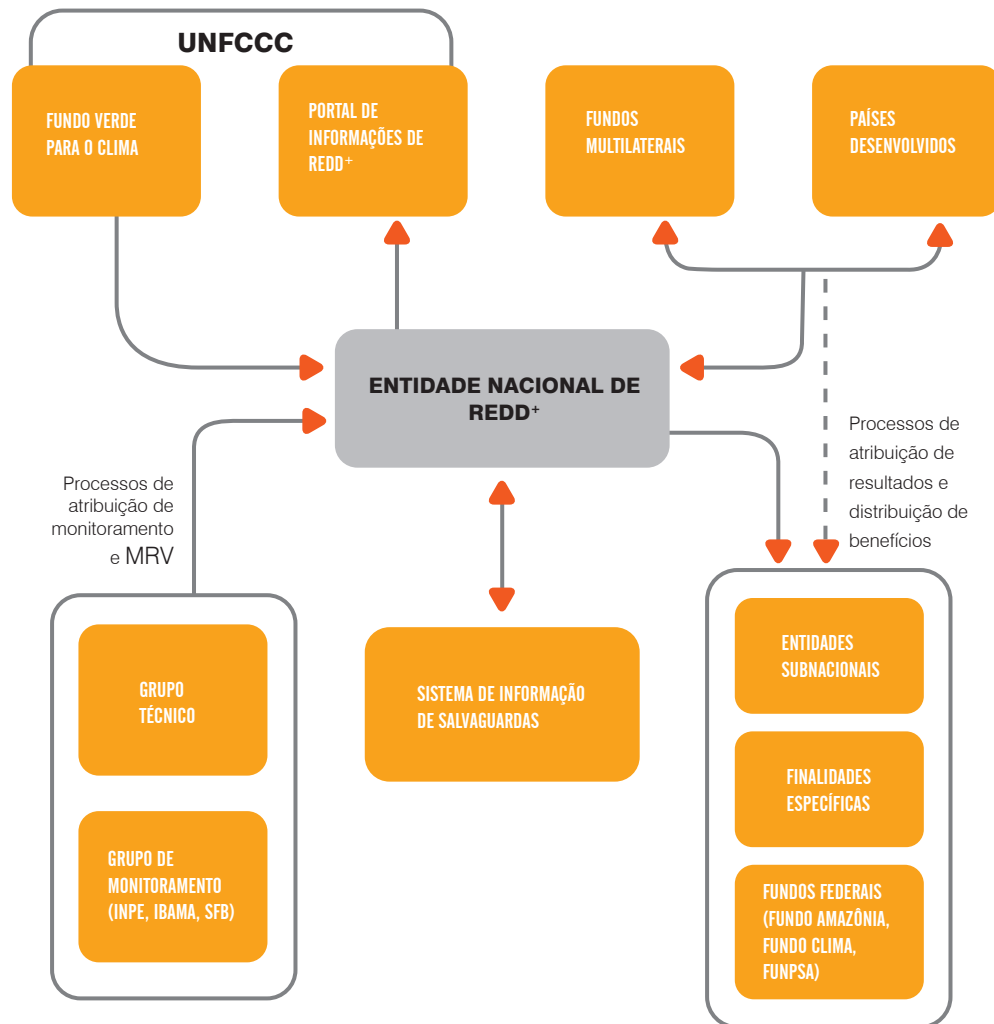 UNFCCC
FUNDO VERDE
PARA O CLIMA
PORTAL DE
INFORMAÇÕES DE
REDD+
FUNDOS
MULTILATERAIS
PAÍSES
DESENVOLVIDOS
ENTIDADE NACIONAL DE
REDD+
Processos de
atribuição de
monitoramento
e MRV
Processos de
atribuição de
resultados e
distribuição de
benefícios
GRUPO
TÉCNICO
GRUPO DE
MONITORAMENTO
(INPE, IBAMA, SFB)
SISTEMA DE INFORMAÇÃO
DE SALVAGUARDAS
ENTIDADES
SUBNACIONAIS
FINALIDADES
ESPECÍFICAS
FUNDOS FEDERAIS
(FUNDO AMAZÔNIA,
FUNDO CLIMA,
FUNPSA)